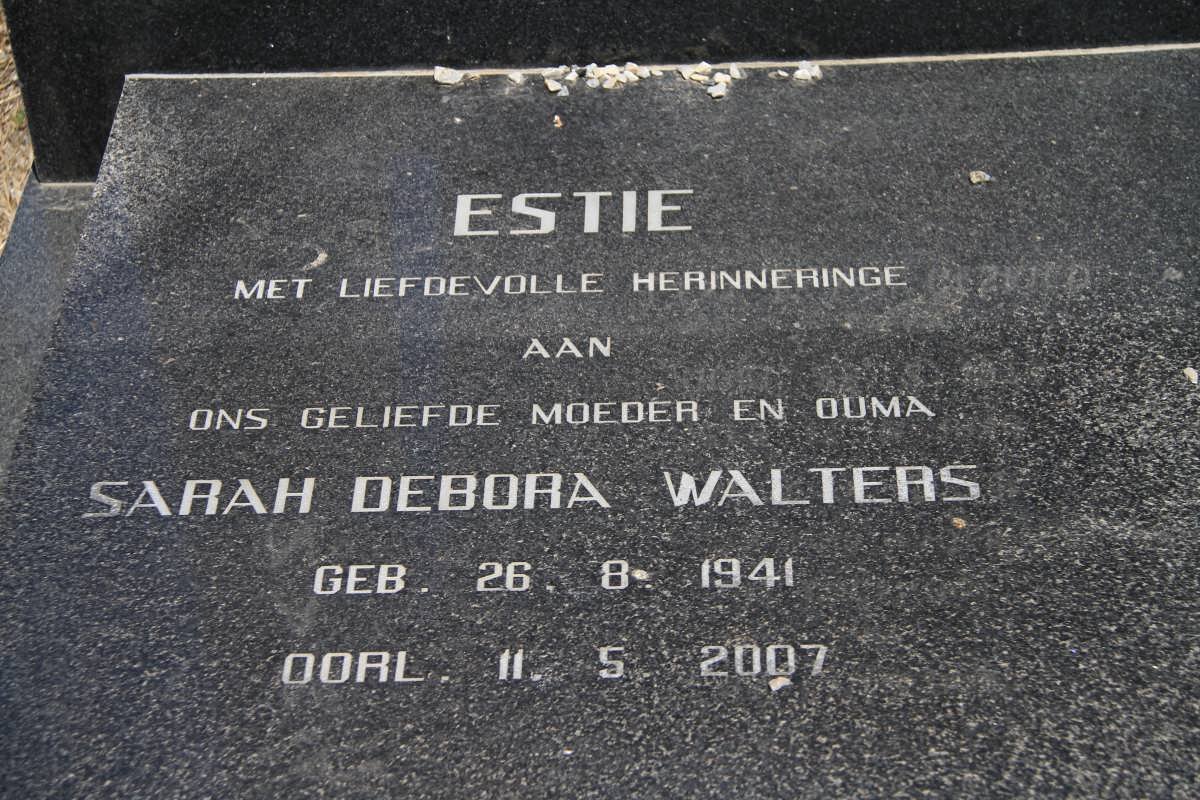 ESTIE
MET LIEFDEVOLLE HERINNERINGE
AAN
ONS GELIEFDE MOEDER EN OUMA
SARAH DEBORA WALTERS
GEB. 26. 8. 1941
OORL. 11. 5. 2007